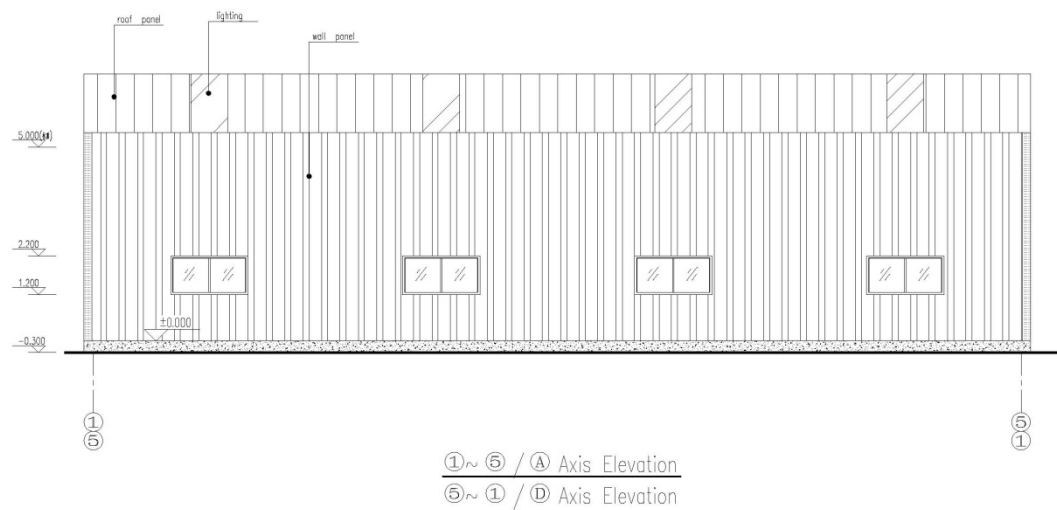 roof panel
lighting
wall panel
5.000(檐)
2.200
1.200
±0.000
-0.300
① ⑤
⑤ ①
①~⑤/Ⓐ Axis Elevation
⑤~①/Ⓓ Axis Elevation